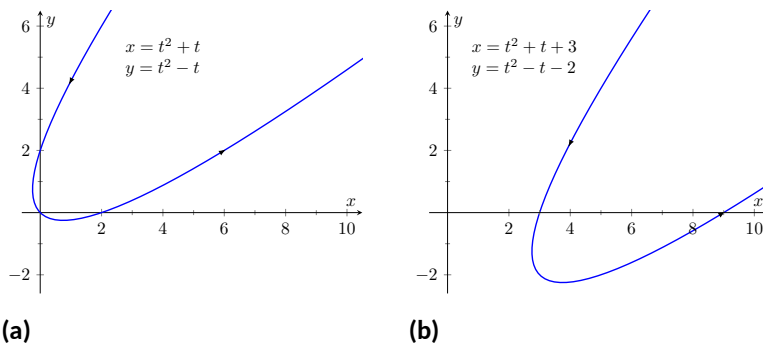 6
y
x = t² + t
y = t² − t
4
2
x
2
4
6
8
10
−2
(a)
6
y
x = t² + t + 3
y = t² − t − 2
4
2
x
2
4
6
8
10
−2
(b)